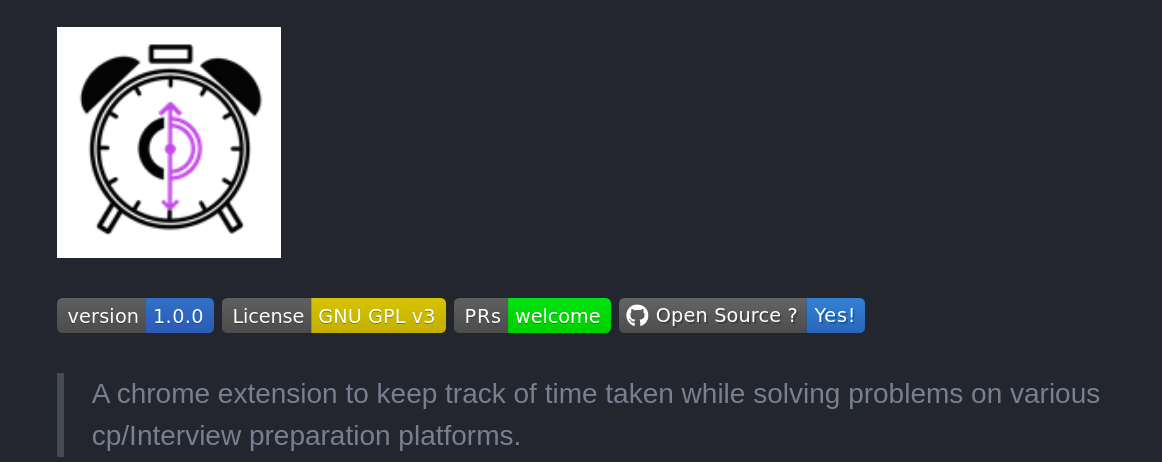 version 1.0.0 License GNU GPL v3 PRs welcome Open Source ? Yes!
A chrome extension to keep track of time taken while solving problems on various
cp/Interview preparation platforms.